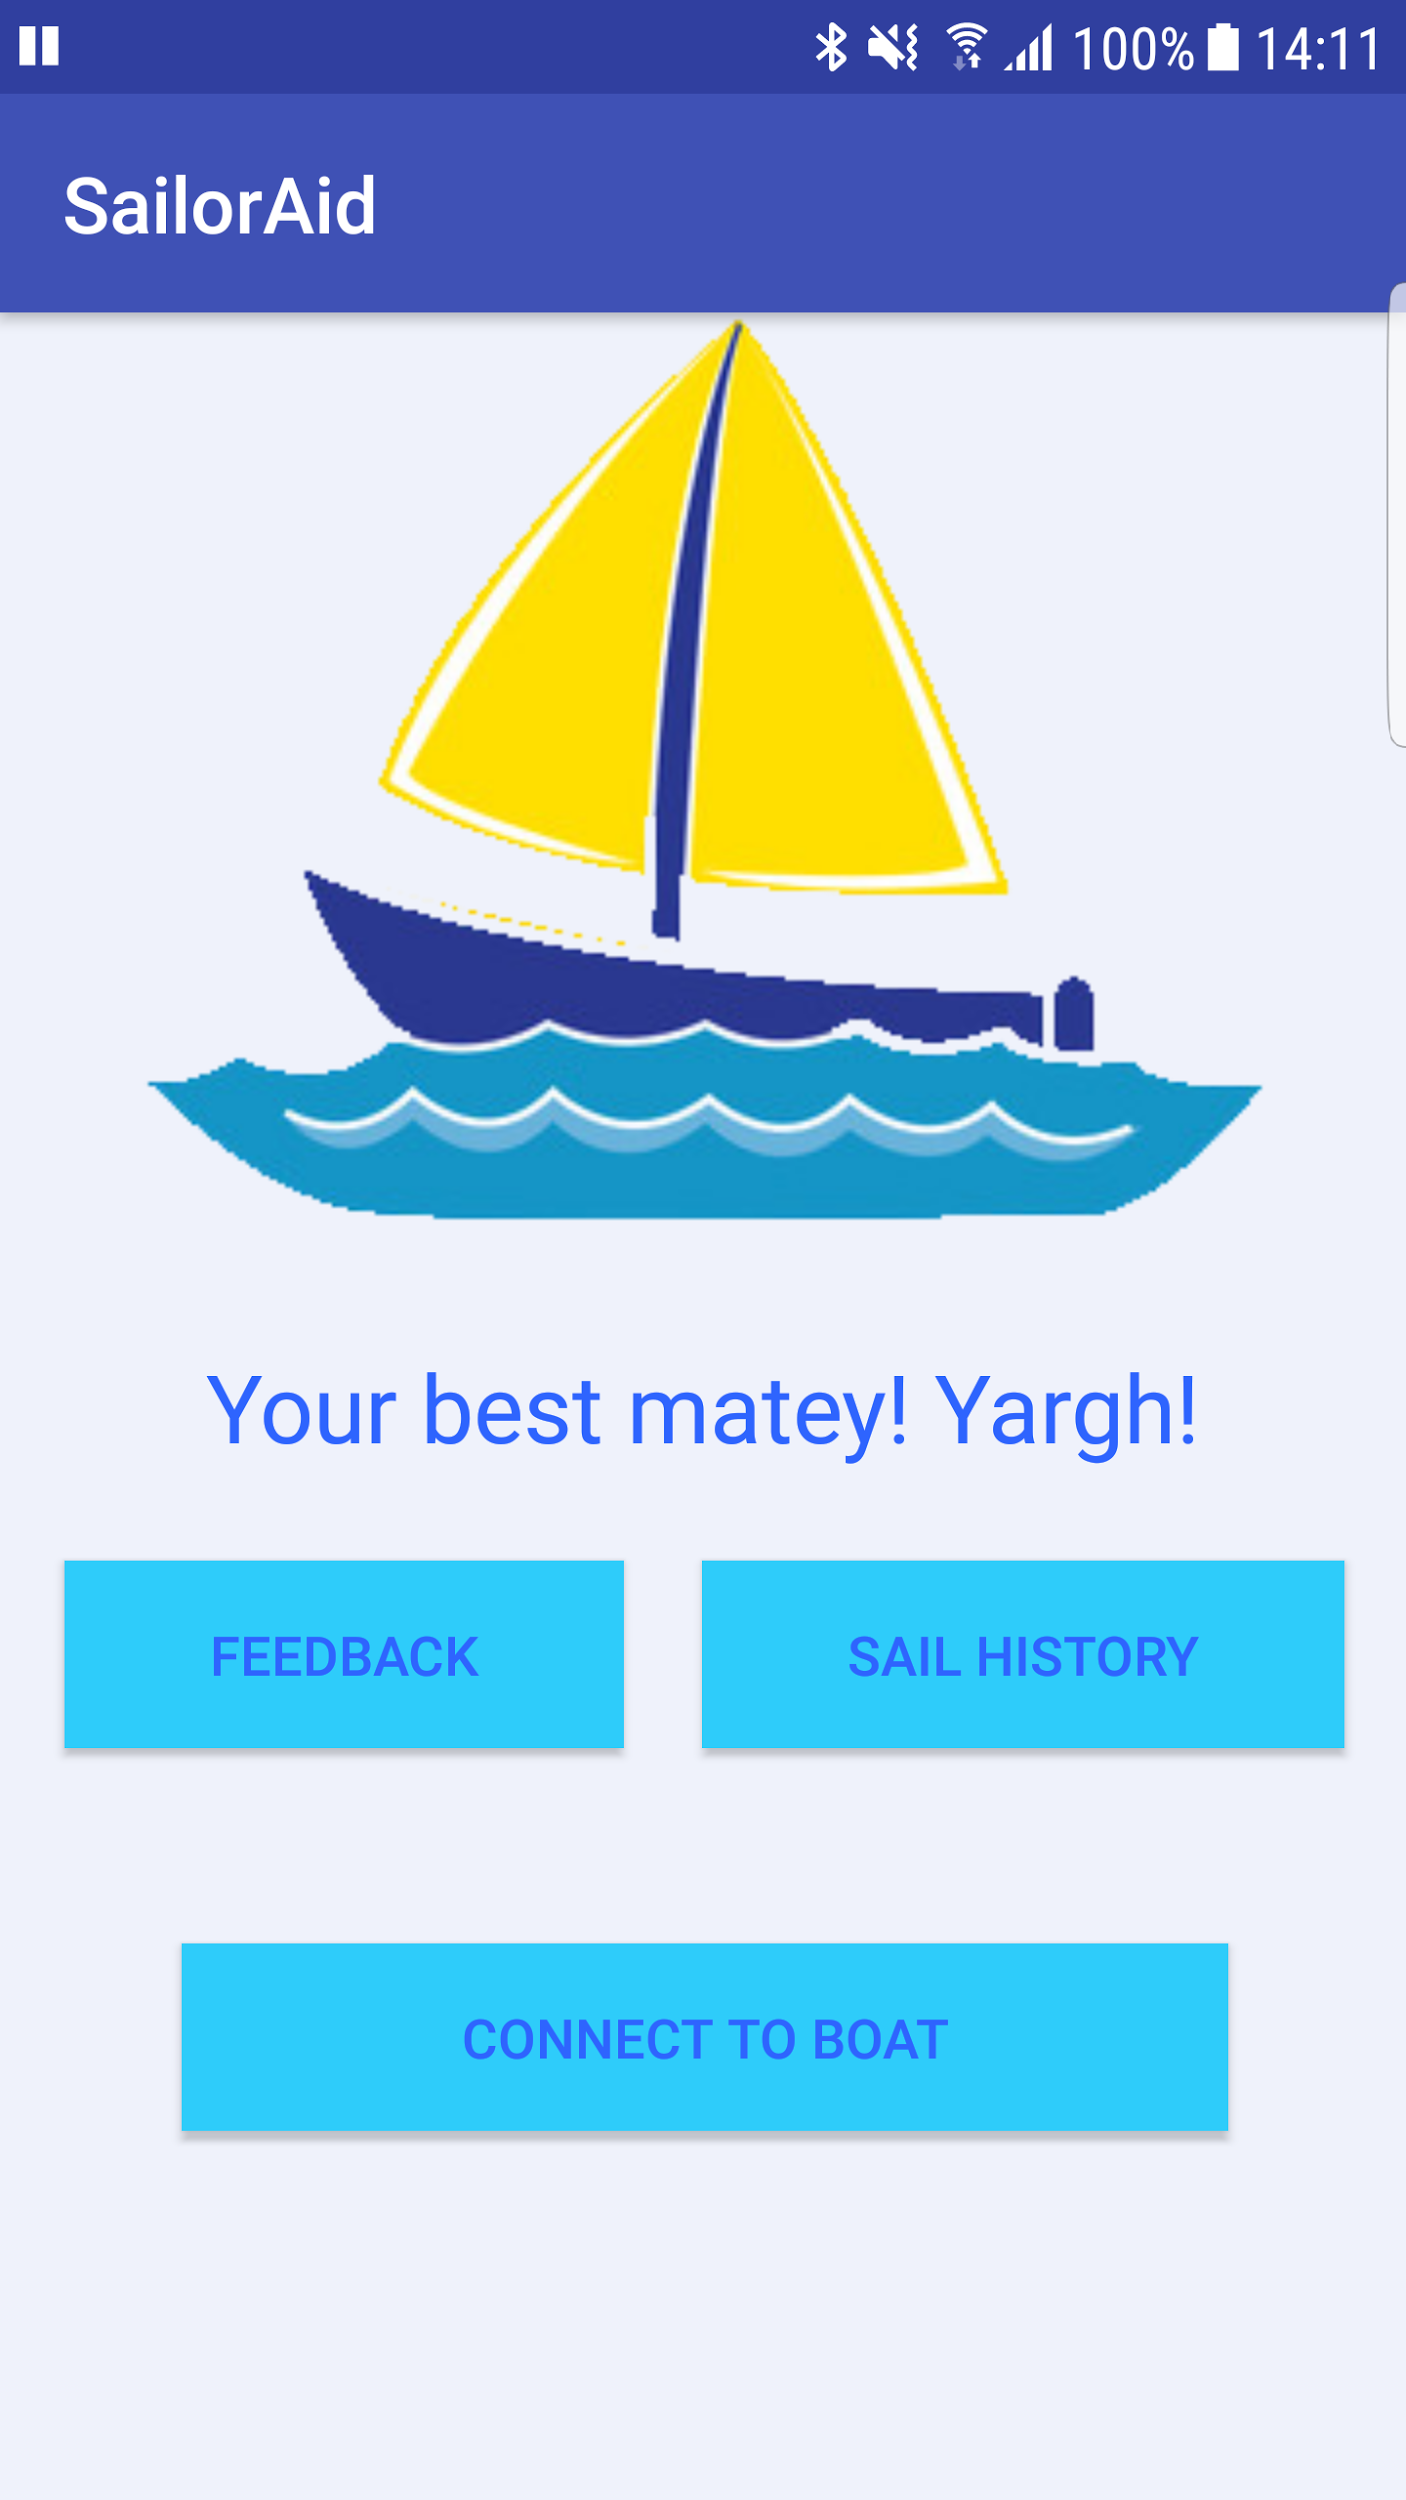 100% 14:11
SailorAid
Your best matey! Yargh!
FEEDBACK
SAIL HISTORY
CONNECT TO BOAT